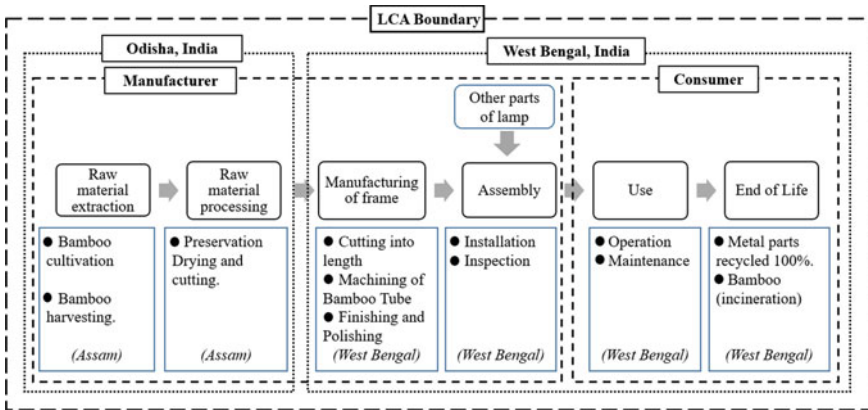 LCA Boundary
Odisha, India
West Bengal, India
Manufacturer
Consumer
Other parts
of lamp
Raw
material
extraction
Raw
material
processing
Manufacturing
of frame
Assembly
Use
End of Life
● Bamboo
cultivation
● Bamboo
harvesting.
(Assam)
● Preservation
Drying and
cutting.
(Assam)
● Cutting into
length
● Machining of
Bamboo Tube
● Finishing and
Polishing
(West Bengal)
● Installation
● Inspection
(West Bengal)
● Operation
● Maintenance
(West Bengal)
● Metal parts
recycled 100%.
● Bamboo
(incineration)
(West Bengal)